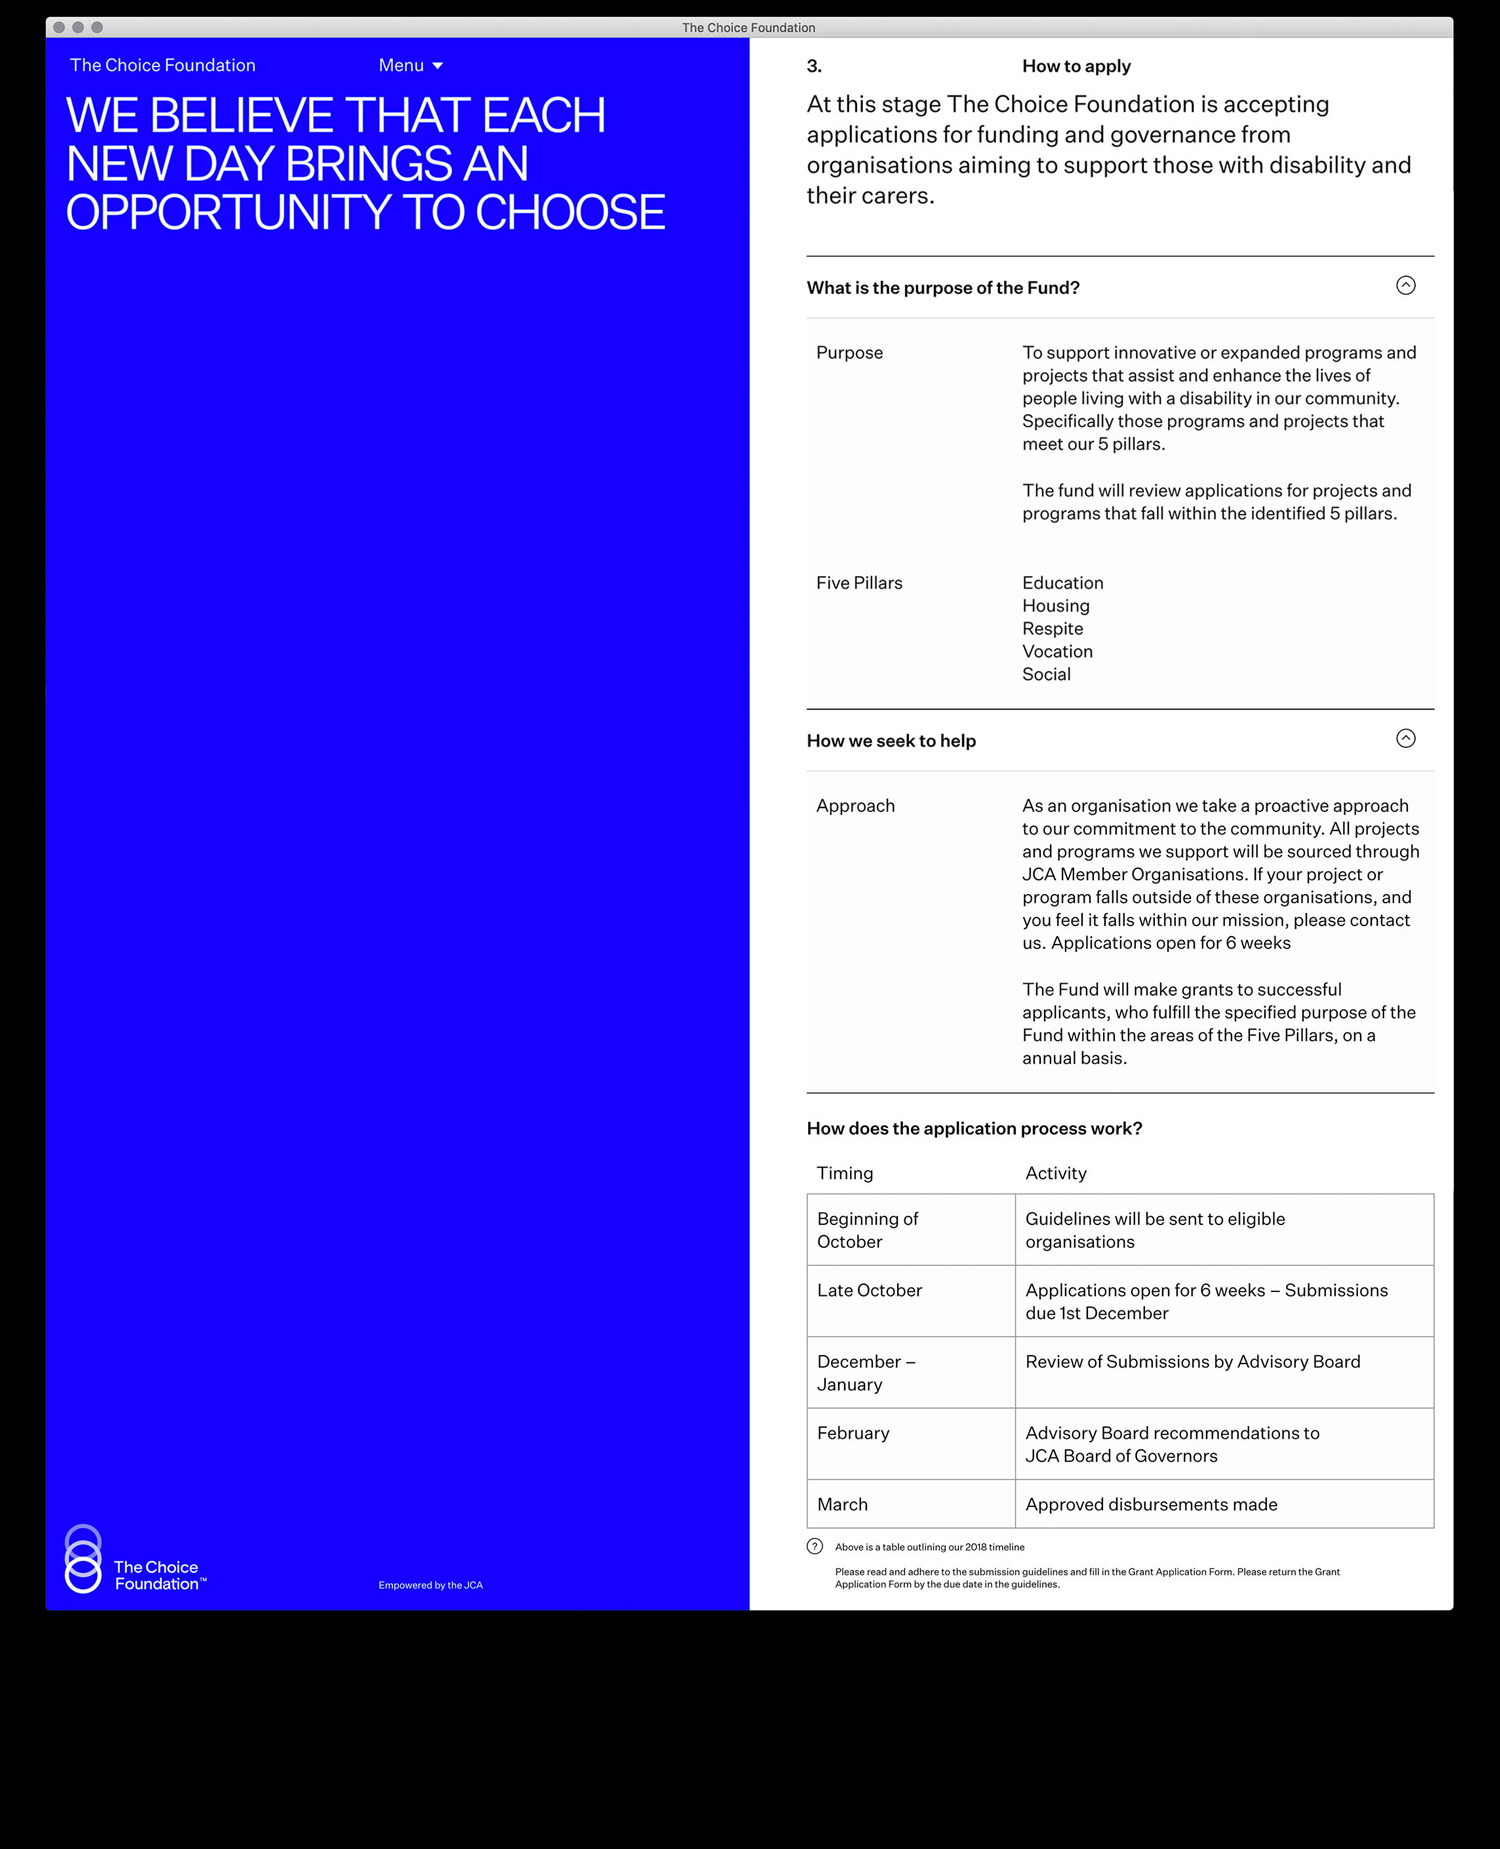 The Choice Foundation
The Choice Foundation
Menu
WE BELIEVE THAT EACH
NEW DAY BRINGS AN
OPPORTUNITY TO CHOOSE
The Choice
Foundation™
Empowered by the JCA
3.
How to apply
At this stage The Choice Foundation is accepting
applications for funding and governance from
organisations aiming to support those with disability and
their carers.
What is the purpose of the Fund?
Purpose
To support innovative or expanded programs and
projects that assist and enhance the lives of
people living with a disability in our community.
Specifically those programs and projects that
meet our 5 pillars.
The fund will review applications for projects and
programs that fall within the identified 5 pillars.
Five Pillars
Education
Housing
Respite
Vocation
Social
How we seek to help
Approach
As an organisation we take a proactive approach
to our commitment to the community. All projects
and programs we support will be sourced through
JCA Member Organisations. If your project or
program falls outside of these organisations, and
you feel it falls within our mission, please contact
us. Applications open for 6 weeks
The Fund will make grants to successful
applicants, who fulfill the specified purpose of the
Fund within the areas of the Five Pillars, on a
annual basis.
How does the application process work?
Timing
Activity
Beginning of
October
Guidelines will be sent to eligible
organisations
Late October
Applications open for 6 weeks – Submissions
due 1st December
December –
January
Review of Submissions by Advisory Board
February
Advisory Board recommendations to
JCA Board of Governors
March
Approved disbursements made
?
Above is a table outlining our 2018 timeline
Please read and adhere to the submission guidelines and fill in the Grant Application Form. Please return the Grant
Application Form by the due date in the guidelines.